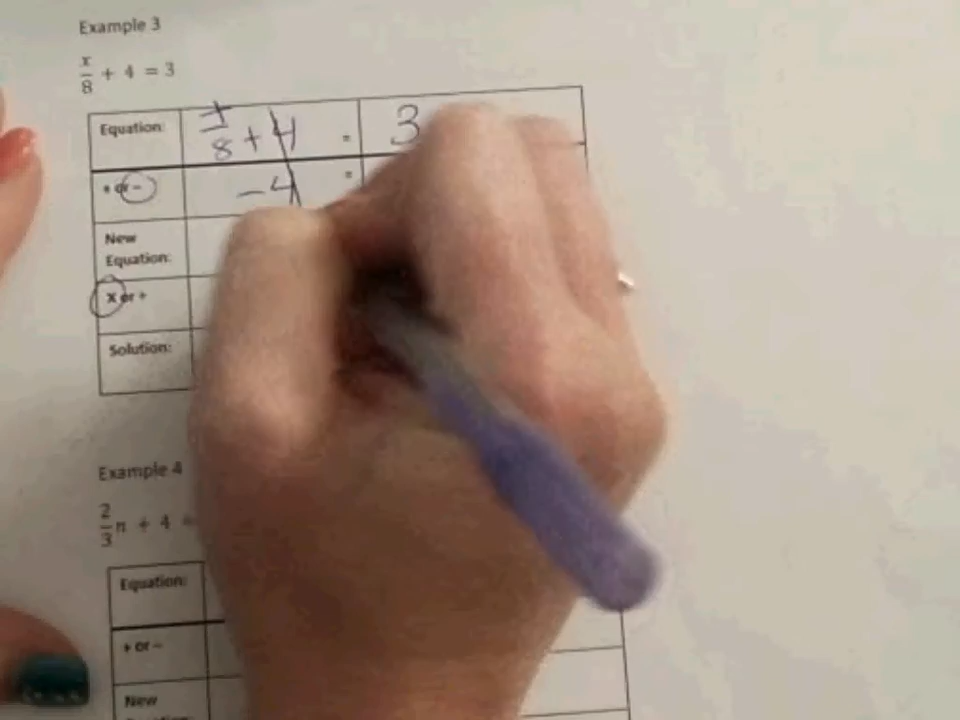 Example 3
x/8 + 4 = 3
Equation: x/8 + 4 = 3
+ or - -4 =
New
Equation:
x or ÷
Solution:
Example 4
2/3 n + 4 =
Equation:
+ or -
New